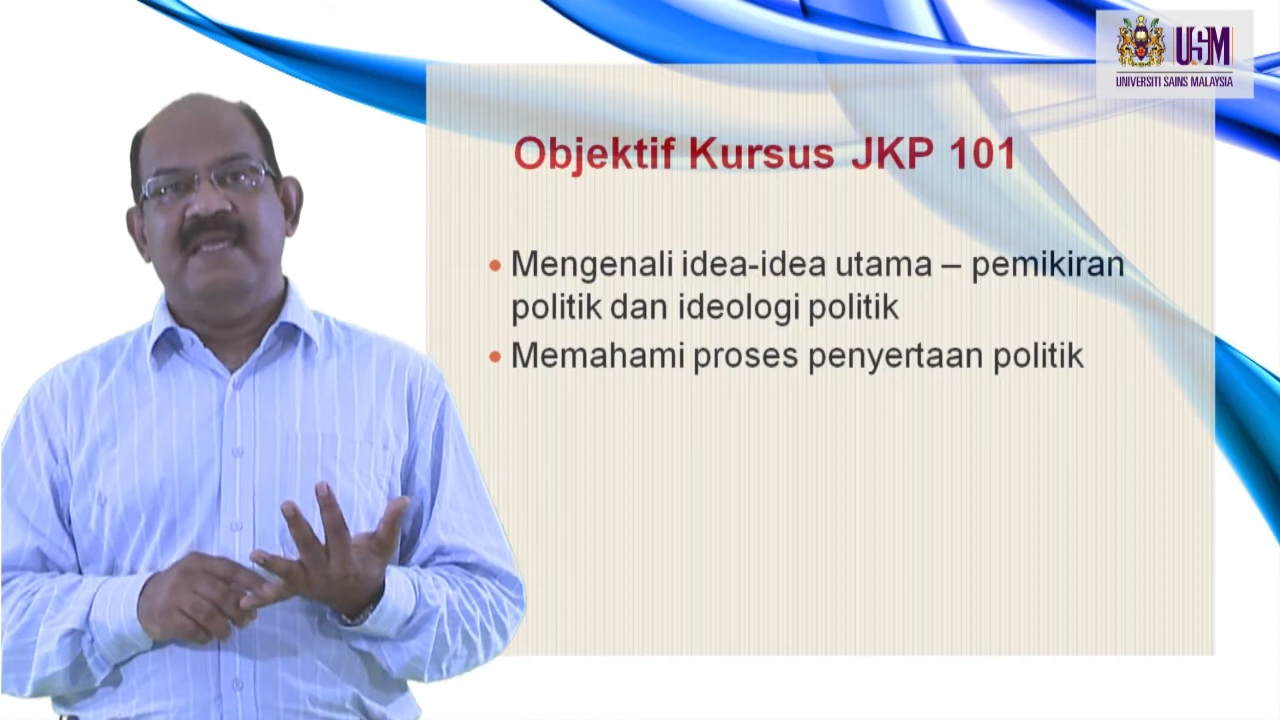 USM
UNIVERSITI SAINS MALAYSIA
Objektif Kursus JKP 101
• Mengenali idea-idea utama – pemikiran
politik dan ideologi politik
• Memahami proses penyertaan politik